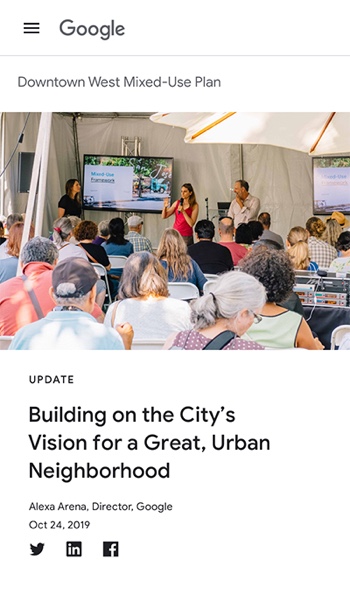 Google
Downtown West Mixed-Use Plan
Mixed-Use
Framework
UPDATE
Building on the City's
Vision for a Great, Urban
Neighborhood
Alexa Arena, Director, Google
Oct 24, 2019